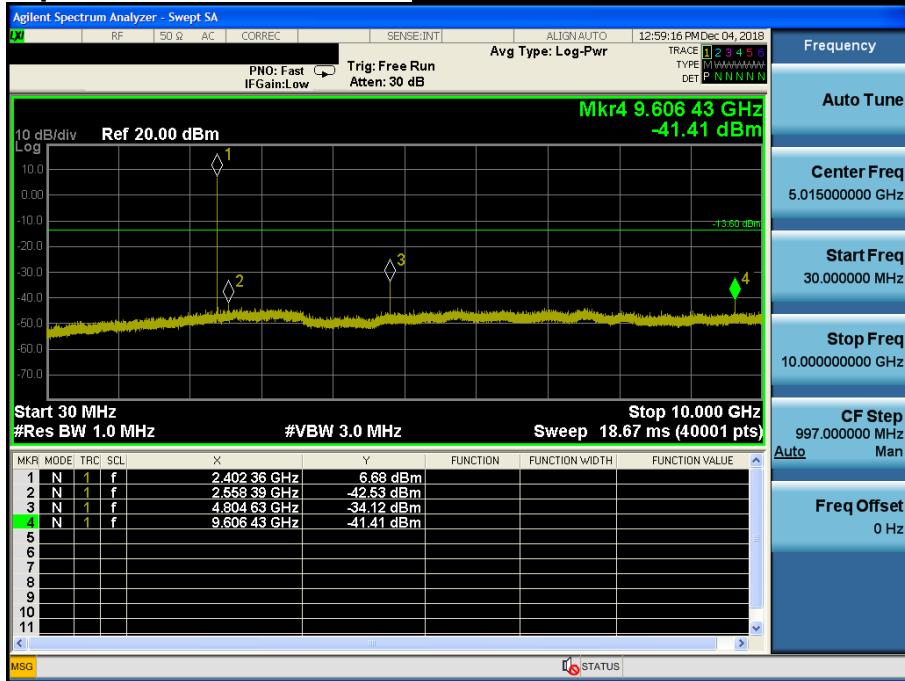 Agilent Spectrum Analyzer - Swept SA
LXI RF 50 Ω AC CORREC SENSE:INT ALIGN AUTO 12:59:16 PM Dec 04, 2018
Frequency
Avg Type: Log-Pwr TRACE 1 2 3 4 5 6
PNO: Fast Trig: Free Run TYPE M WWWWW
IFGain:Low Atten: 30 dB DET P N N N N N
Auto Tune
Mkr4 9.606 43 GHz
10 dB/div Ref 20.00 dBm -41.41 dBm
Log
1
10.0
0.00
-10.0
-13.60 dBm
-20.0
3
-30.0
2
4
-40.0
-50.0
-60.0
-70.0
Center Freq
5.015000000 GHz
Start Freq
30.000000 MHz
Stop Freq
10.000000000 GHz
Start 30 MHz Stop 10.000 GHz
#Res BW 1.0 MHz #VBW 3.0 MHz Sweep 18.67 ms (40001 pts)
CF Step
997.000000 MHz
Auto Man
MKR MODE TRC SCL X Y FUNCTION FUNCTION WIDTH FUNCTION VALUE
1 N 1 f 2.402 36 GHz 6.68 dBm
2 N 1 f 2.558 39 GHz -42.53 dBm
3 N 1 f 4.804 63 GHz -34.12 dBm
4 N 1 f 9.606 43 GHz -41.41 dBm
5
6
7
8
9
10
11
Freq Offset
0 Hz
MSG STATUS